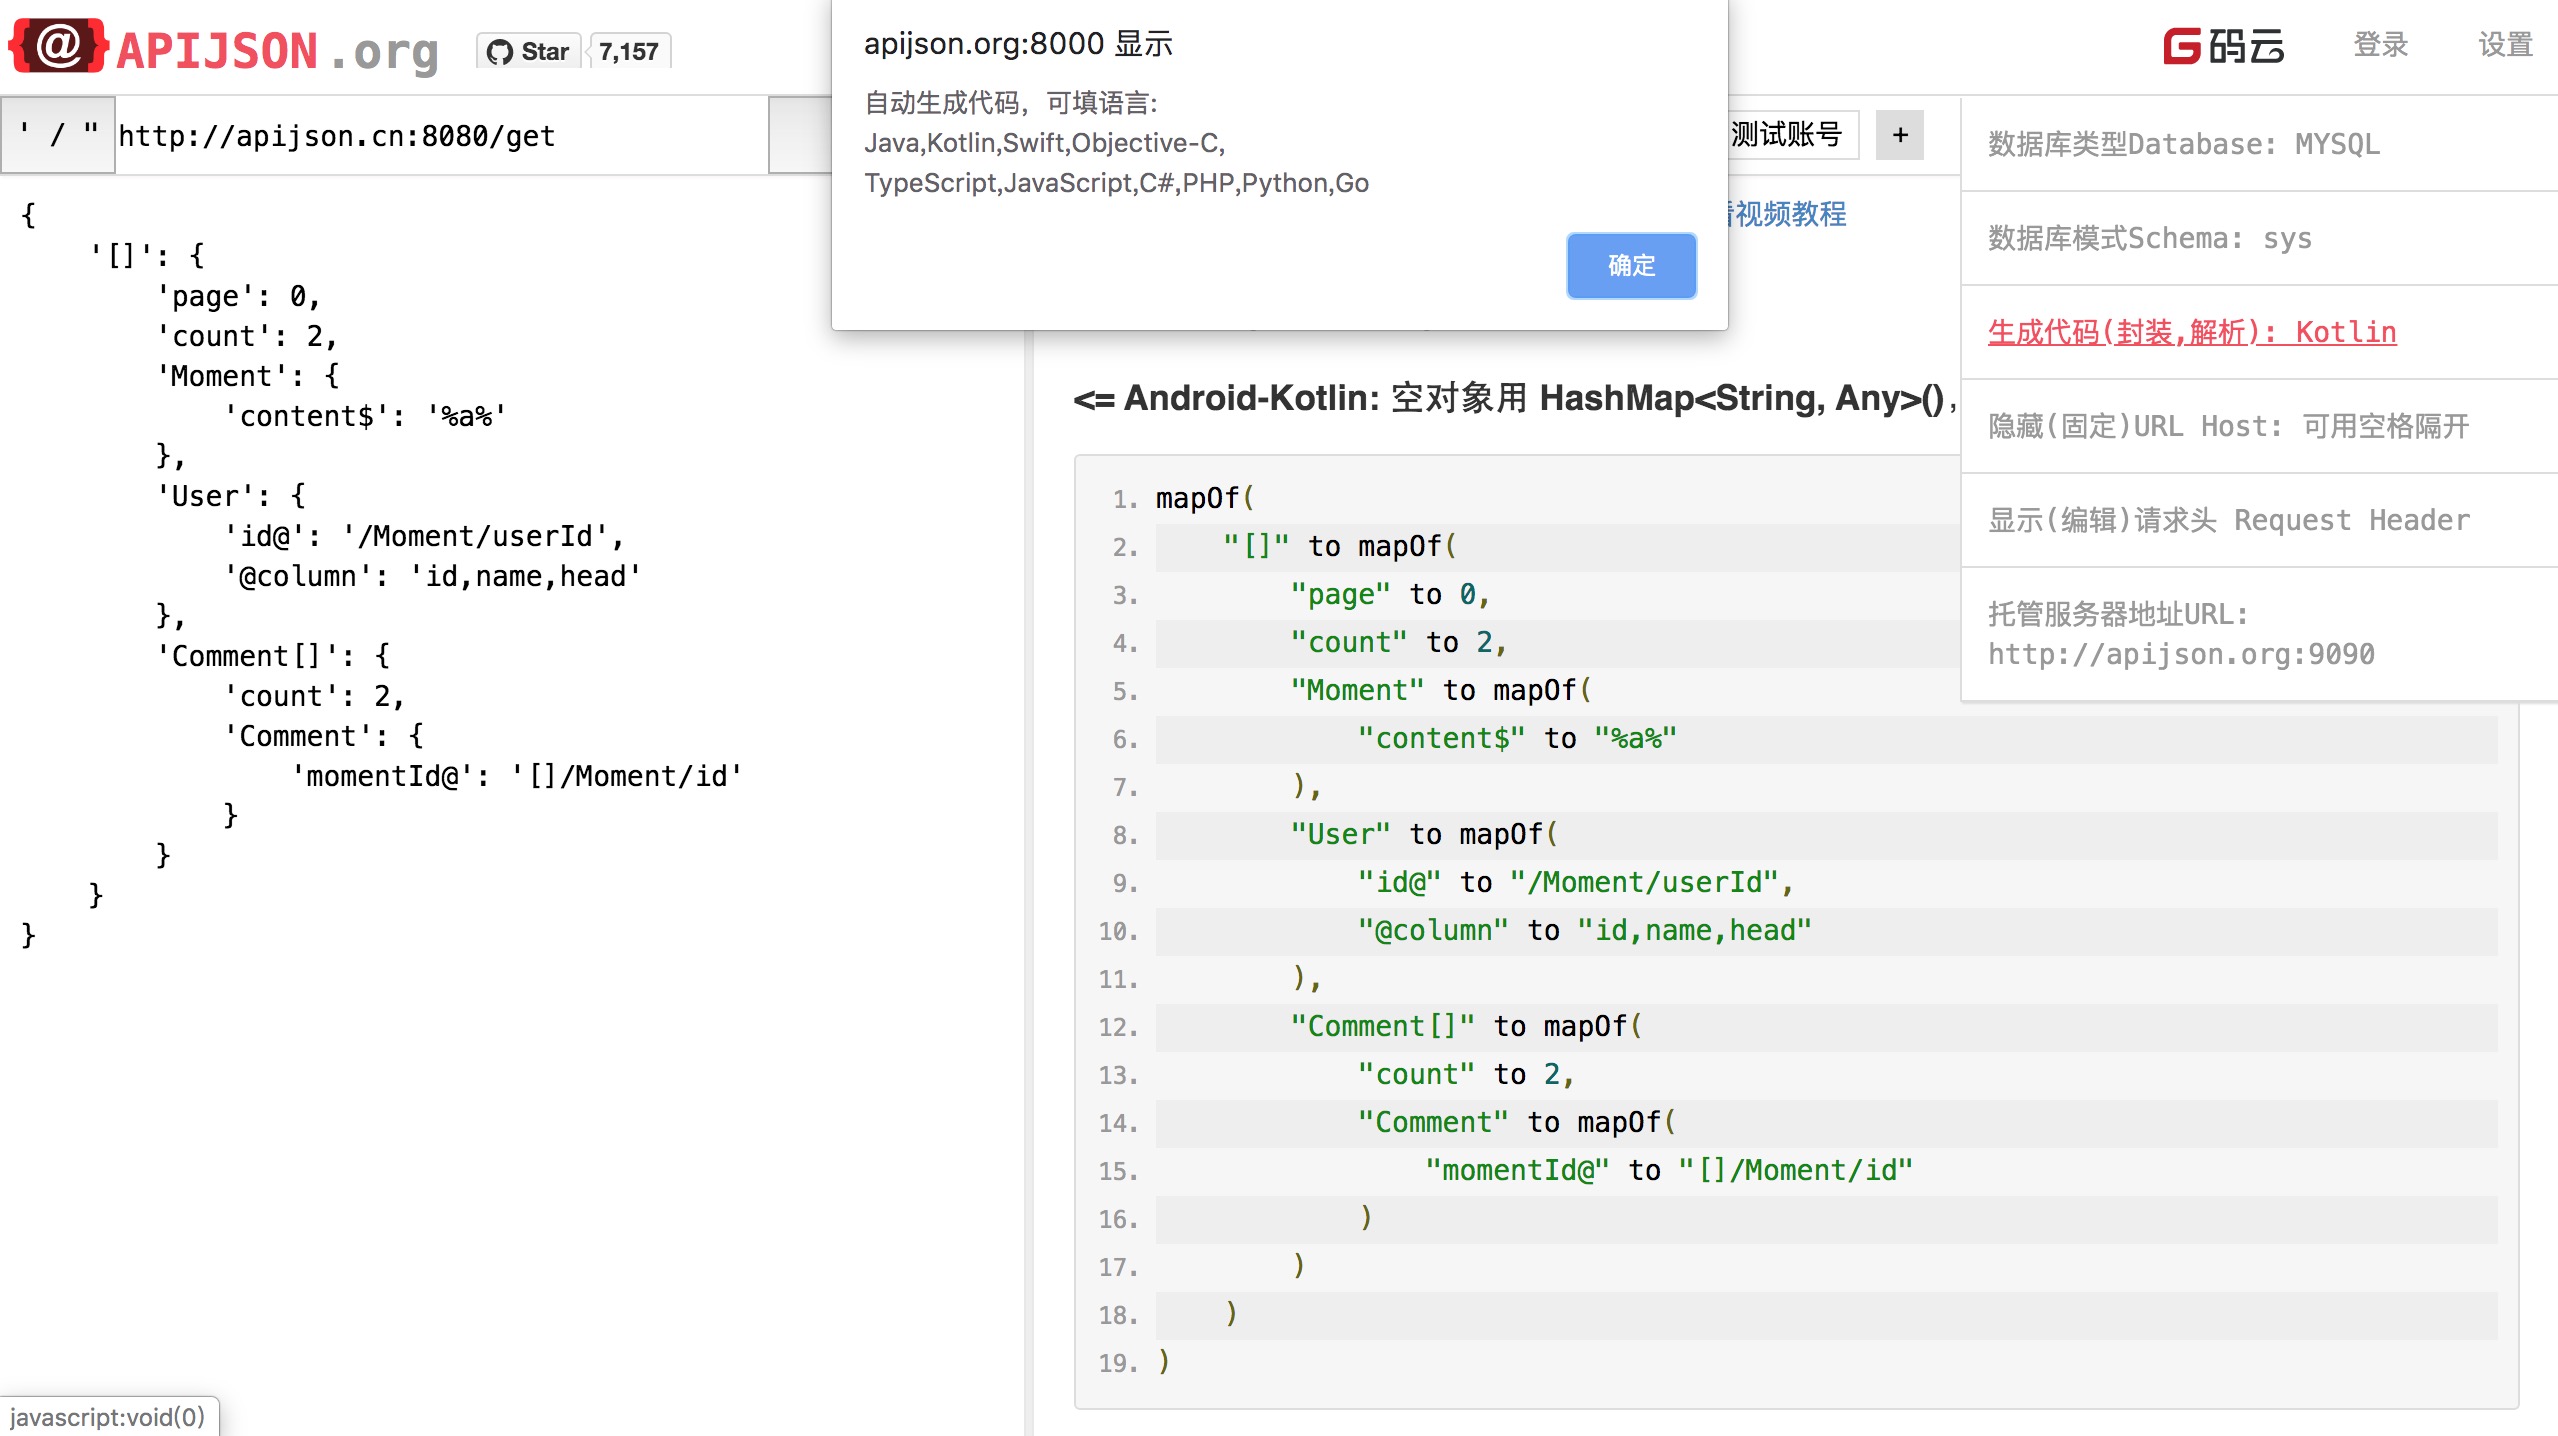 @ APIJSON.org
Star 7,157
apijson.org:8000 显示
自动生成代码，可填语言:
Java,Kotlin,Swift,Objective-C,
TypeScript,JavaScript,C#,PHP,Python,Go
确定
G 码云
登录
设置
' / " http://apijson.cn:8080/get
测试账号 +
视频教程
{
    '[]': {
        'page': 0,
        'count': 2,
        'Moment': {
            'content$': '%a%'
        },
        'User': {
            'id@': '/Moment/userId',
            '@column': 'id,name,head'
        },
        'Comment[]': {
            'count': 2,
            'Comment': {
                'momentId@': '[]/Moment/id'
            }
        }
    }
}
数据库类型Database: MYSQL
数据库模式Schema: sys
生成代码(封装,解析): Kotlin
隐藏(固定)URL Host: 可用空格隔开
显示(编辑)请求头 Request Header
托管服务器地址URL:
http://apijson.org:9090
<= Android-Kotlin: 空对象用 HashMap<String, Any>(),
1. mapOf(
2.     "[]" to mapOf(
3.         "page" to 0,
4.         "count" to 2,
5.         "Moment" to mapOf(
6.             "content$" to "%a%"
7.         ),
8.         "User" to mapOf(
9.             "id@" to "/Moment/userId",
10.             "@column" to "id,name,head"
11.         ),
12.         "Comment[]" to mapOf(
13.             "count" to 2,
14.             "Comment" to mapOf(
15.                 "momentId@" to "[]/Moment/id"
16.             )
17.         )
18.     )
19. )
javascript:void(0)